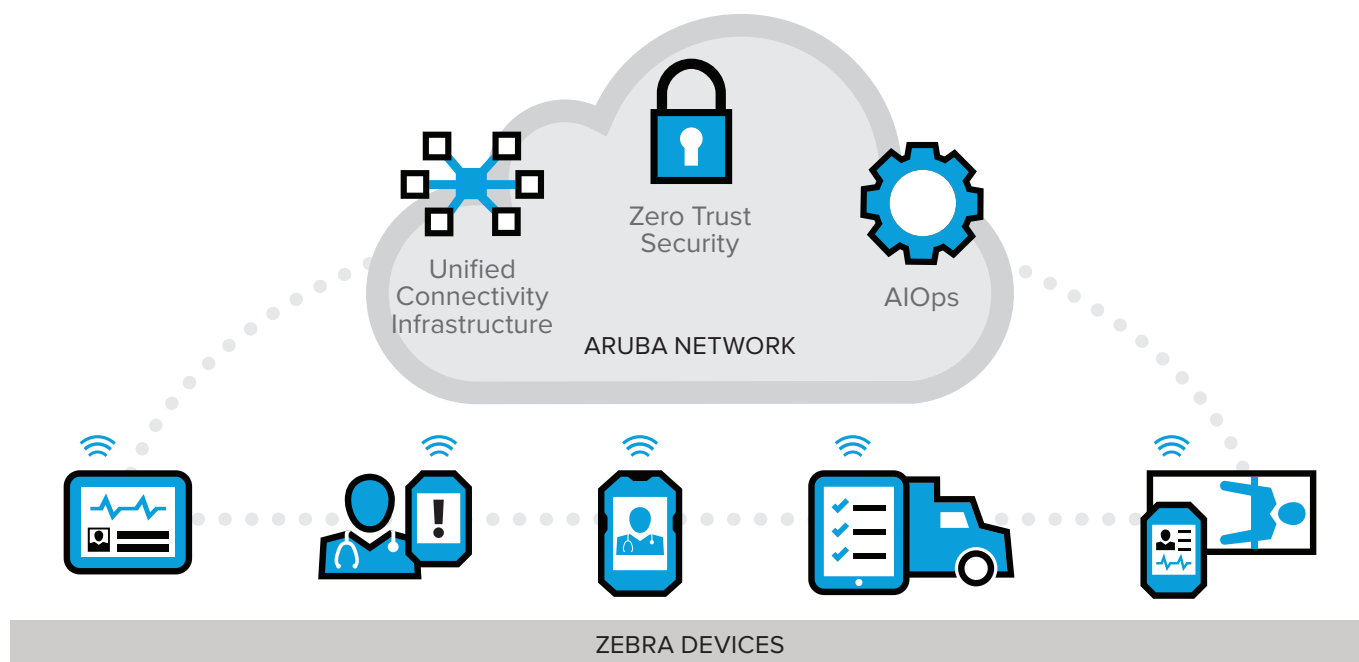 Zero Trust
Security
Unified
Connectivity
Infrastructure
AIOps
ARUBA NETWORK
!
ZEBRA DEVICES